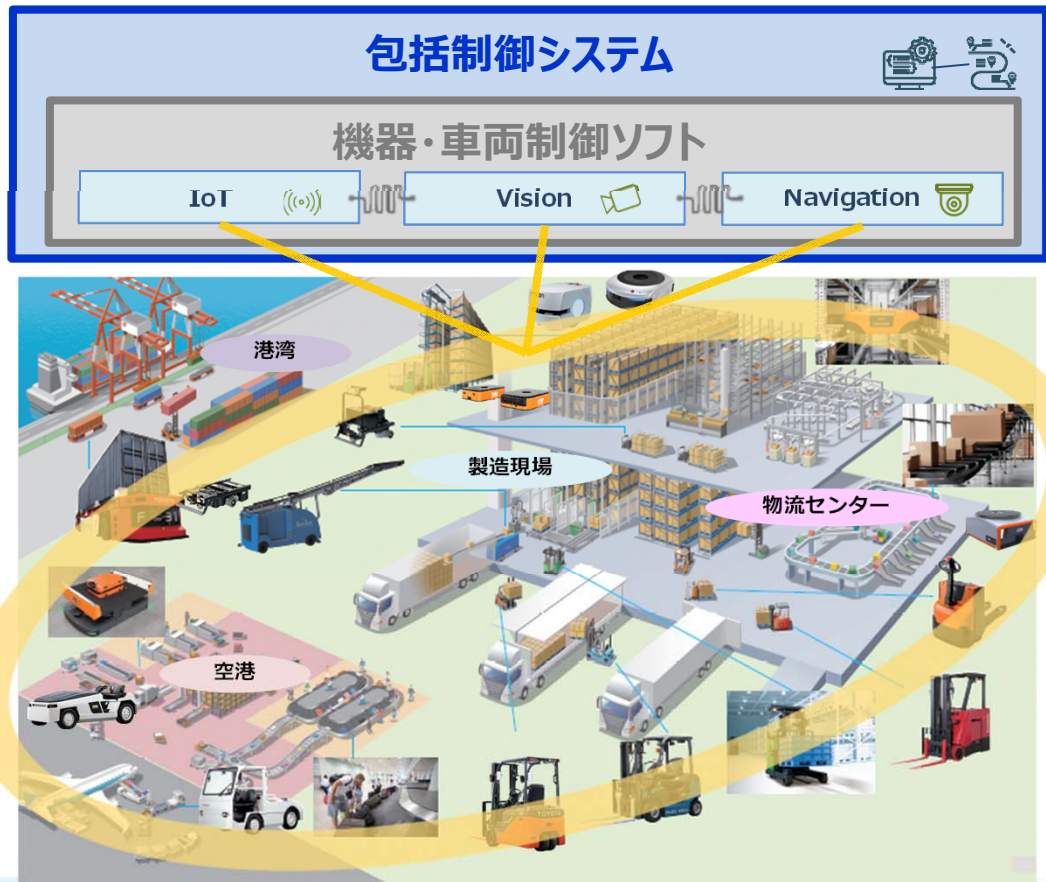 包括制御システム
機器・車両制御ソフト
IoT
Vision
Navigation
港湾
製造現場
物流センター
空港